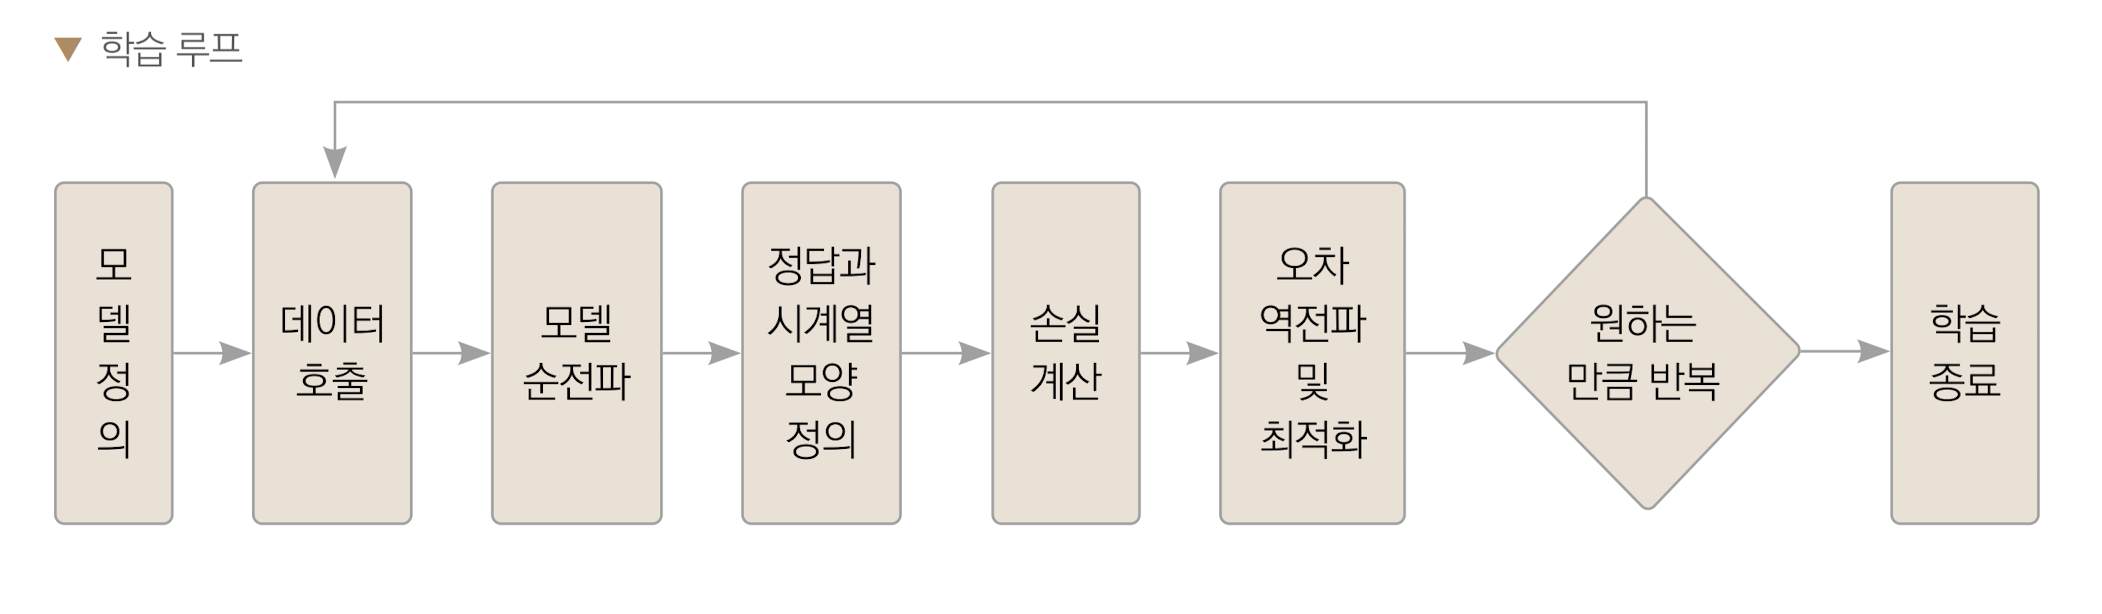 ▼ 학습 루프
모
델
정
의
데이터
호출
모델
순전파
정답과
시계열
모양
정의
손실
계산
오차
역전파
및
최적화
원하는
만큼 반복
학습
종료